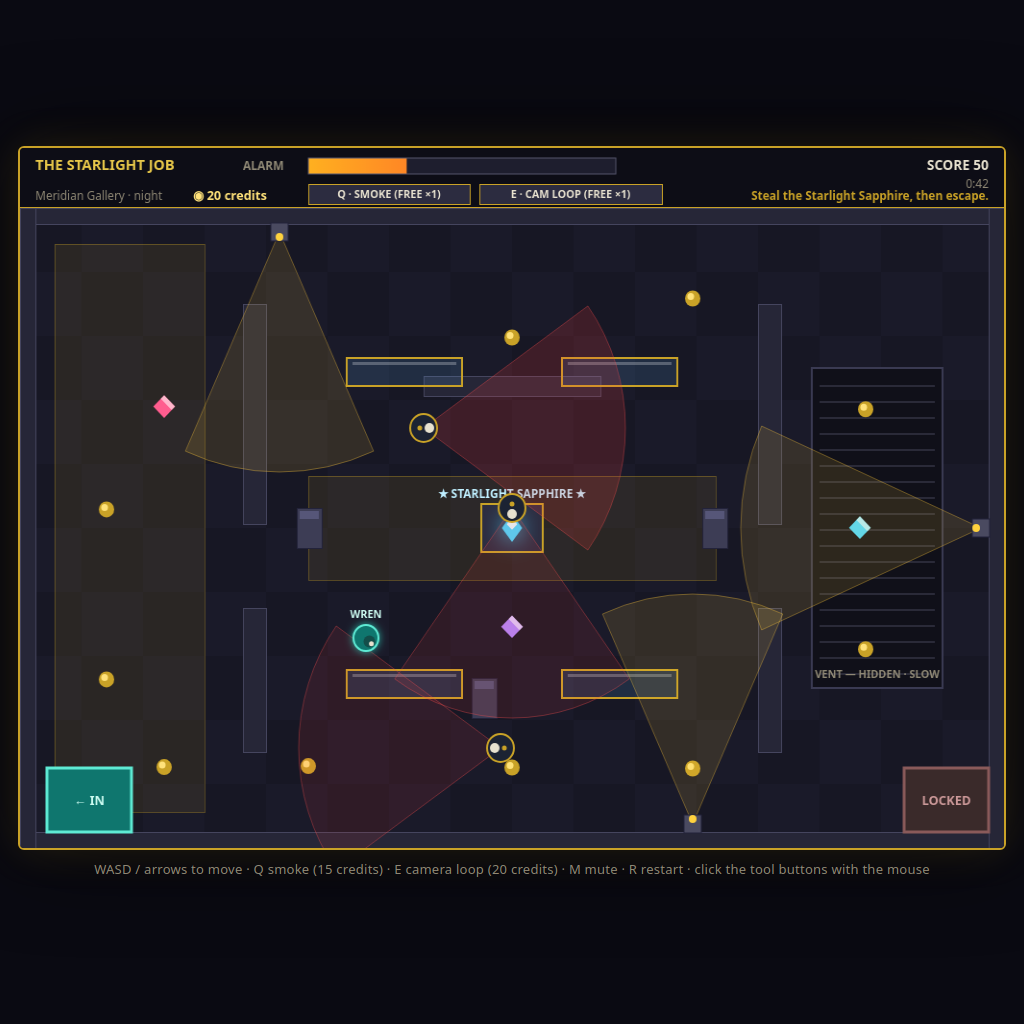 THE STARLIGHT JOB
ALARM
SCORE 50
0:42
Meridian Gallery · night
◉ 20 credits
Q · SMOKE (FREE ×1)
E · CAM LOOP (FREE ×1)
Steal the Starlight Sapphire, then escape.
★ STARLIGHT SAPPHIRE ★
WREN
VENT — HIDDEN · SLOW
← IN
LOCKED
WASD / arrows to move · Q smoke (15 credits) · E camera loop (20 credits) · M mute · R restart · click the tool buttons with the mouse